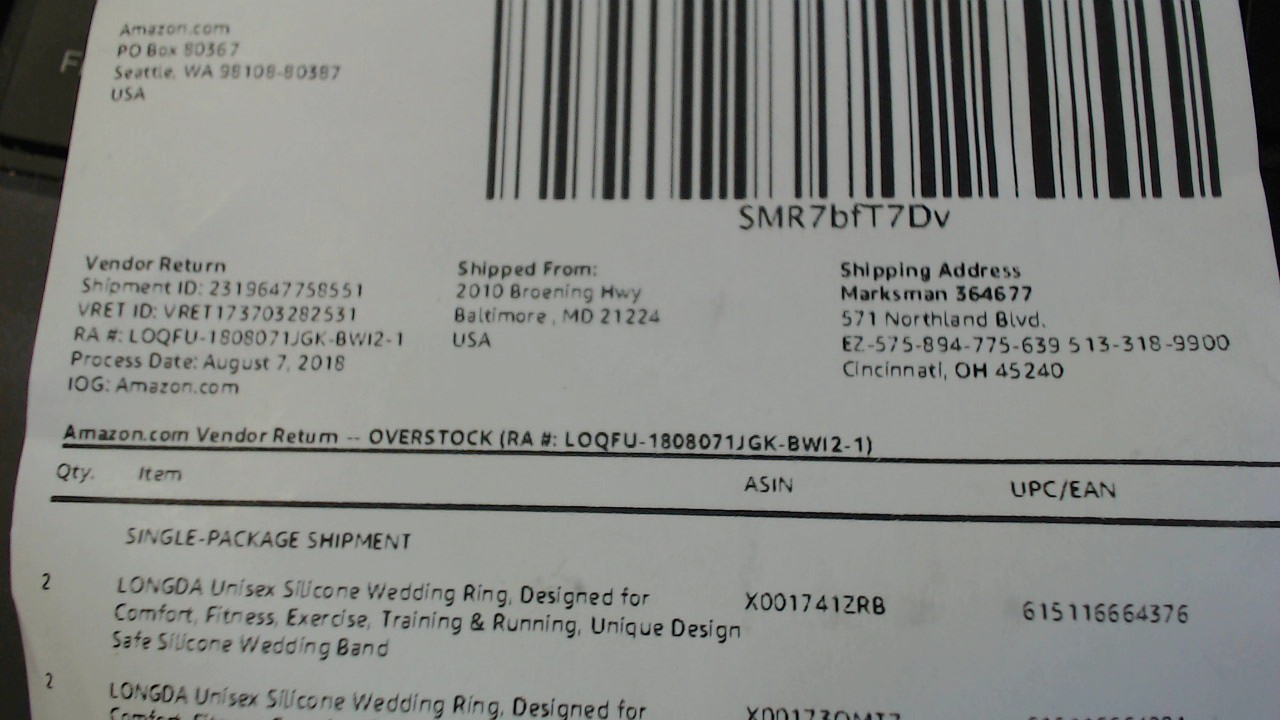 Amazon.com
PO Box 80367
Seattle, WA 98108-80387
USA
SMR7bfT7Dv
Vendor Return
Shipment ID: 2319647758551
VRET ID: VRET173703282531
RA #: LOQFU-1808071JGK-BWI2-1
Process Date: August 7, 2018
IOG: Amazon.com
Shipped From:
2010 Broening Hwy
Baltimore , MD 21224
USA
Shipping Address
Marksman 364677
571 Northland Blvd.
EZ-575-894-775-639 513-318-9900
Cincinnati, OH 45240
Amazon.com Vendor Return -- OVERSTOCK (RA #: LOQFU-1808071JGK-BWI2-1)
Qty. Item ASIN UPC/EAN
SINGLE-PACKAGE SHIPMENT
2 LONGDA Unisex Silicone Wedding Ring, Designed for X001741ZRB 615116664376
Comfort, Fitness, Exercise, Training & Running, Unique Design
Safe Silicone Wedding Band
2 LONGDA Unisex Silicone Wedding Ring, Designed for